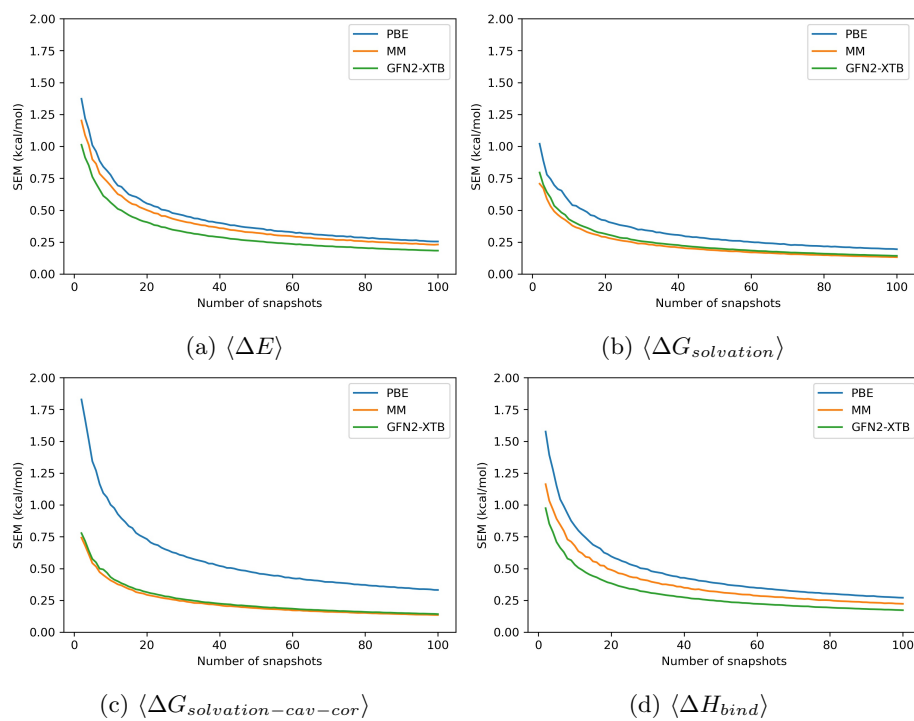 2.00
1.75
1.50
1.25
1.00
0.75
0.50
0.25
0.00
SEM (kcal/mol)
0 20 40 60 80 100
Number of snapshots
PBE
MM
GFN2-XTB
(a) ⟨ΔE⟩
2.00
1.75
1.50
1.25
1.00
0.75
0.50
0.25
0.00
SEM (kcal/mol)
0 20 40 60 80 100
Number of snapshots
PBE
MM
GFN2-XTB
(b) ⟨ΔG_{solvation}⟩
2.00
1.75
1.50
1.25
1.00
0.75
0.50
0.25
0.00
SEM (kcal/mol)
0 20 40 60 80 100
Number of snapshots
PBE
MM
GFN2-XTB
(c) ⟨ΔG_{solvation−cav−cor}⟩
2.00
1.75
1.50
1.25
1.00
0.75
0.50
0.25
0.00
SEM (kcal/mol)
0 20 40 60 80 100
Number of snapshots
PBE
MM
GFN2-XTB
(d) ⟨ΔH_{bind}⟩